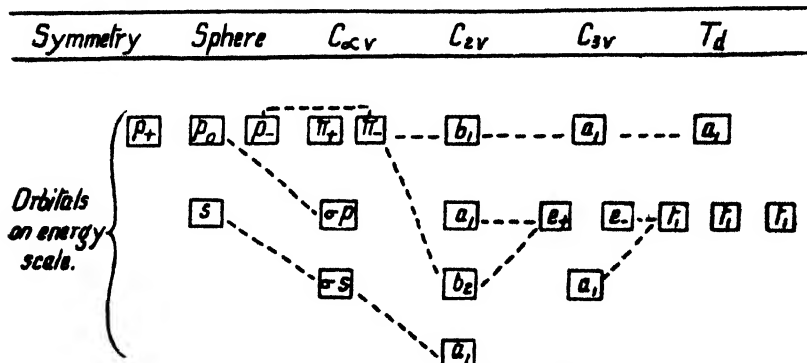 Symmetry Sphere C∝v C2v C3v Td
p+ p0 p- π+ π- b1 a1 a1
s σp a1 e+ e- t1 t1 t1
Orbitals
on energy
scale.
σs b2 a1
a1